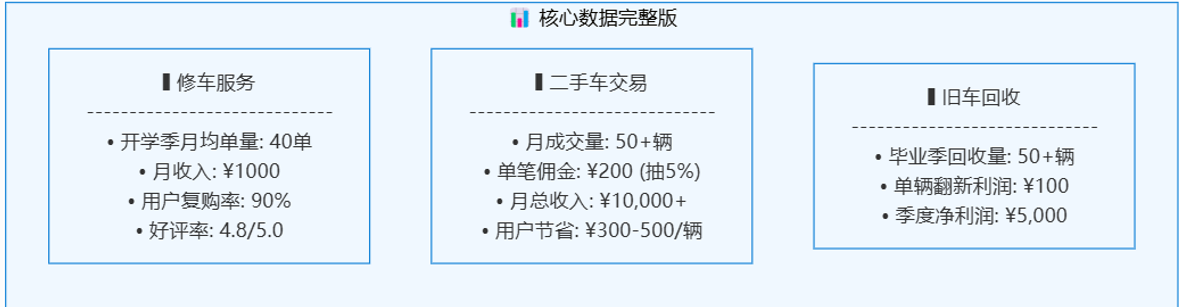 📊 核心数据完整版
▌修车服务
-----------------------------
• 开学季月均单量: 40单
• 月收入: ¥1000
• 用户复购率: 90%
• 好评率: 4.8/5.0
▌二手车交易
-----------------------------
• 月成交量: 50+辆
• 单笔佣金: ¥200 (抽5%)
• 月总收入: ¥10,000+
• 用户节省: ¥300-500/辆
▌旧车回收
-----------------------------
• 毕业季回收量: 50+辆
• 单辆翻新利润: ¥100
• 季度净利润: ¥5,000